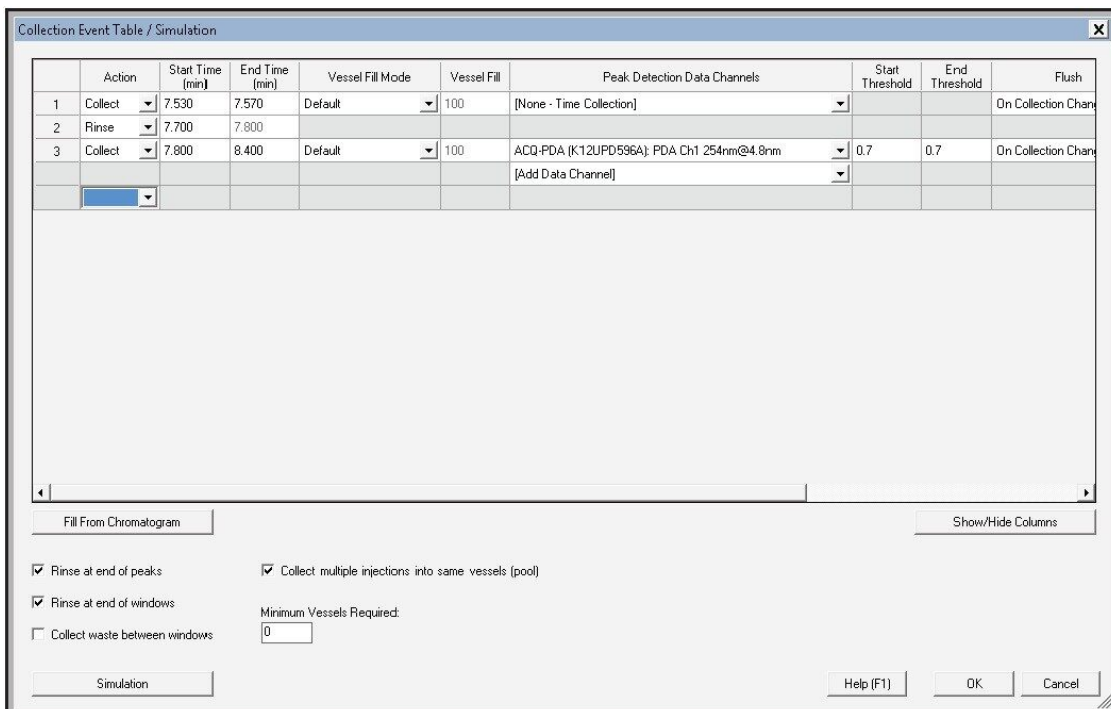 Collection Event Table / Simulation
Action Start Time (min) End Time (min) Vessel Fill Mode Vessel Fill Peak Detection Data Channels Start Threshold End Threshold Flush
1 Collect 7.530 7.570 Default 100 [None - Time Collection] On Collection Chan
2 Rinse 7.700 7.800
3 Collect 7.800 8.400 Default 100 ACQ-PDA (K12UPD596A): PDA Ch1 254nm@4.8nm 0.7 0.7 On Collection Chan
[Add Data Channel]
Fill From Chromatogram Show/Hide Columns
Rinse at end of peaks Collect multiple injections into same vessels (pool)
Rinse at end of windows Minimum Vessels Required:
Collect waste between windows 0
Simulation Help (F1) OK Cancel